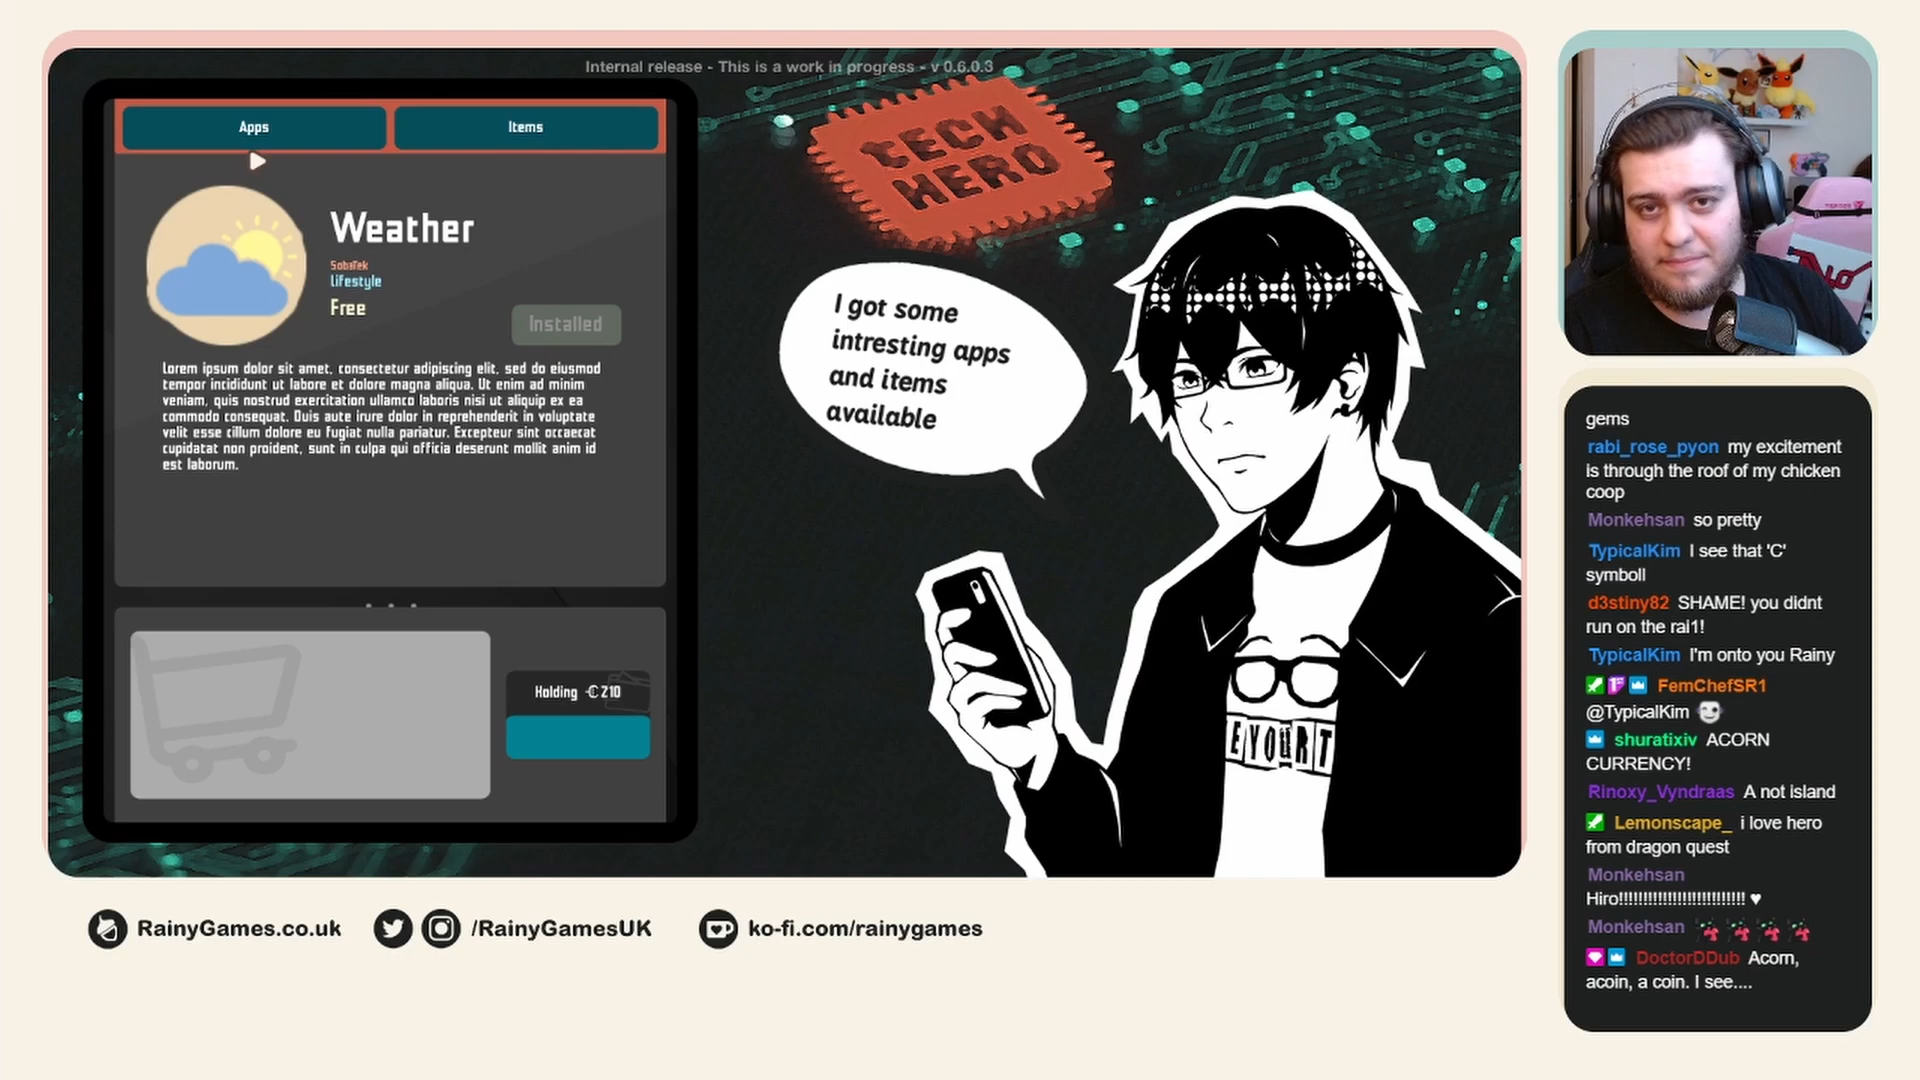 Internal release - This is a work in progress - v 0.6.0.3
Apps
Items
Weather
SobaTek
lifestyle
Free
Installed
Lorem ipsum dolor sit amet, consectetur adipiscing elit, sed do eiusmod
tempor incididunt ut labore et dolore magna aliqua. Ut enim ad minim
veniam, quis nostrud exercitation ullamco laboris nisi ut aliquip ex ea
commodo consequat. Duis aute irure dolor in reprehenderit in voluptate
velit esse cillum dolore eu fugiat nulla pariatur. Excepteur sint occaecat
cupidatat non proident, sunt in culpa qui officia deserunt mollit anim id
est laborum.
Holding ₠ 210
TECH
HERO
I got some
intresting apps
and items
available
EYOURT
RainyGames.co.uk
/RainyGamesUK
ko-fi.com/rainygames
gems
rabi_rose_pyon my excitement
is through the roof of my chicken
coop
Monkehsan so pretty
TypicalKim I see that 'C'
symboll
d3stiny82 SHAME! you didnt
run on the rai1!
TypicalKim I'm onto you Rainy
FemChefSR1
@TypicalKim
shuratixiv ACORN
CURRENCY!
Rinoxy_Vyndraas A not island
Lemonscape_ i love hero
from dragon quest
Monkehsan
Hiro!!!!!!!!!!!!!!!!!!!!!!!!!! ♥
Monkehsan
DoctorDDub Acorn,
acoin, a coin. I see....